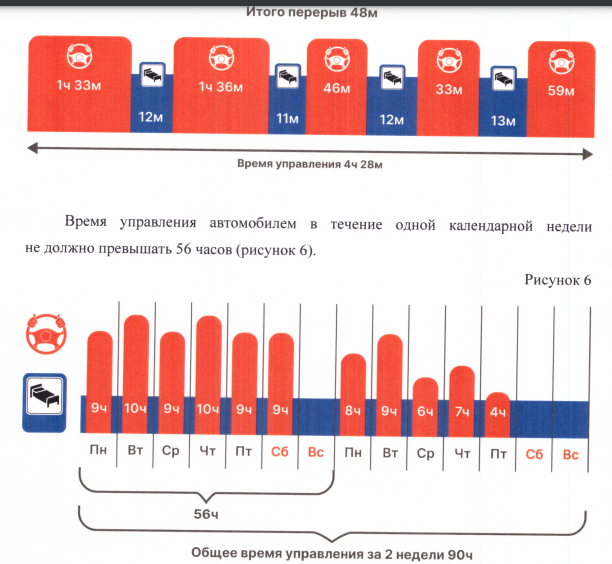 Итого перерыв 48м
1ч 33м 1ч 36м 46м 33м 59м
12м 11м 12м 13м
Время управления 4ч 28м
Время управления автомобилем в течение одной календарной недели
не должно превышать 56 часов (рисунок 6).
Рисунок 6
9ч 10ч 9ч 10ч 9ч 9ч 8ч 9ч 6ч 7ч 4ч
Пн Вт Ср Чт Пт Сб Вс Пн Вт Ср Чт Пт Сб Вс
56ч
Общее время управления за 2 недели 90ч